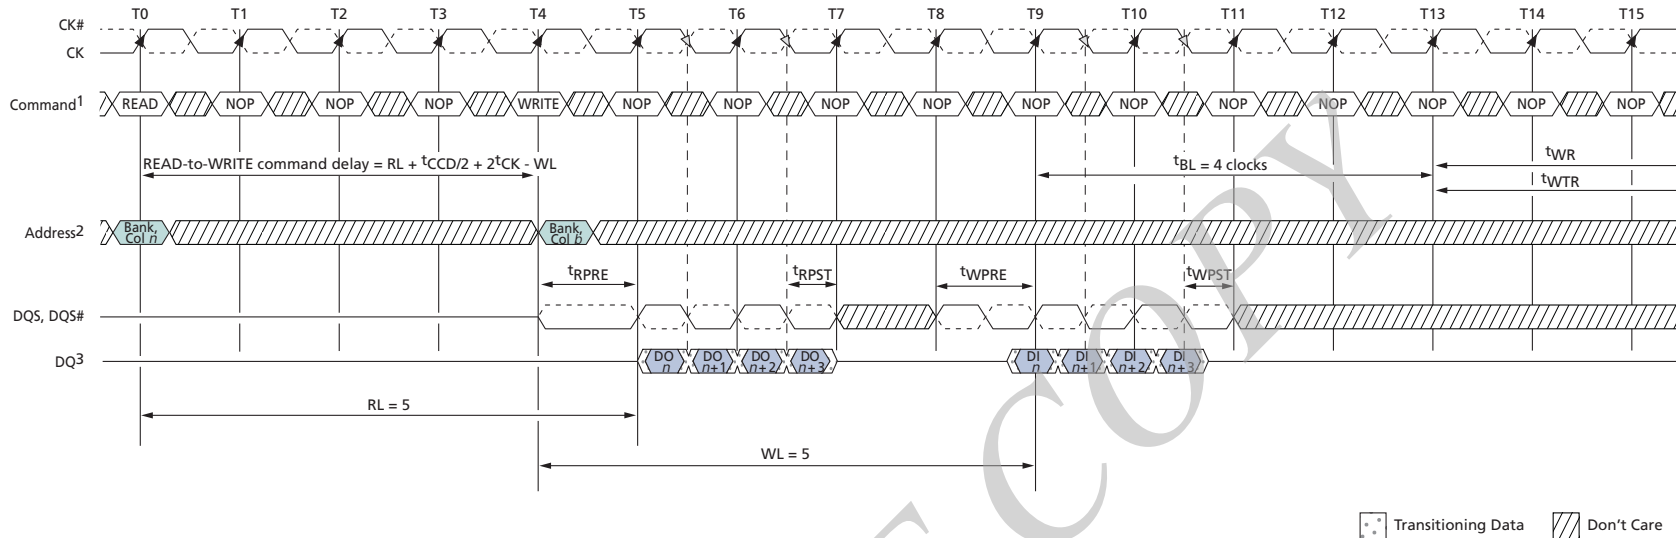 T0 T1 T2 T3 T4 T5 T6 T7 T8 T9 T10 T11 T12 T13 T14 T15
CK#
CK
Command1 READ NOP NOP NOP WRITE NOP NOP NOP NOP NOP NOP NOP NOP NOP NOP NOP
READ-to-WRITE command delay = RL + tCCD/2 + 2tCK - WL
tBL = 4 clocks
tWR
tWTR
Address2 Bank, Col n Bank, Col b
tRPRE tRPST tWPRE tWPST
DQS, DQS#
DQ3 DO n DO n+1 DO n+2 DO n+3 DI n DI n+1 DI n+2 DI n+3
RL = 5
WL = 5
COPY
Transitioning Data Don't Care